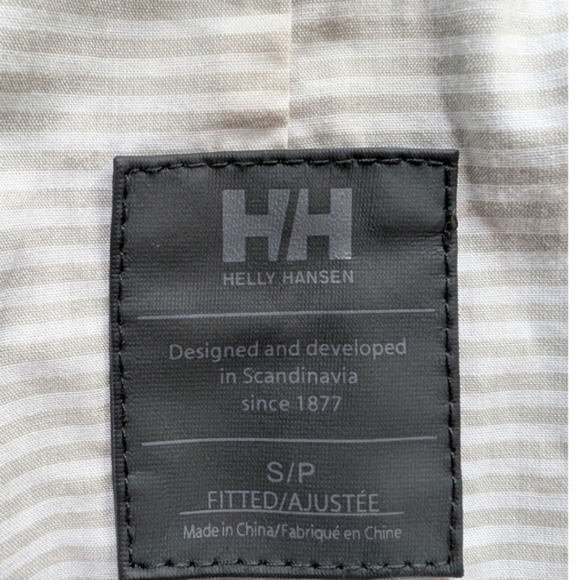 HH
HELLY HANSEN
Designed and developed
in Scandinavia
since 1877
S/P
FITTED/AJUSTÉE
Made in China/Fabriqué en Chine